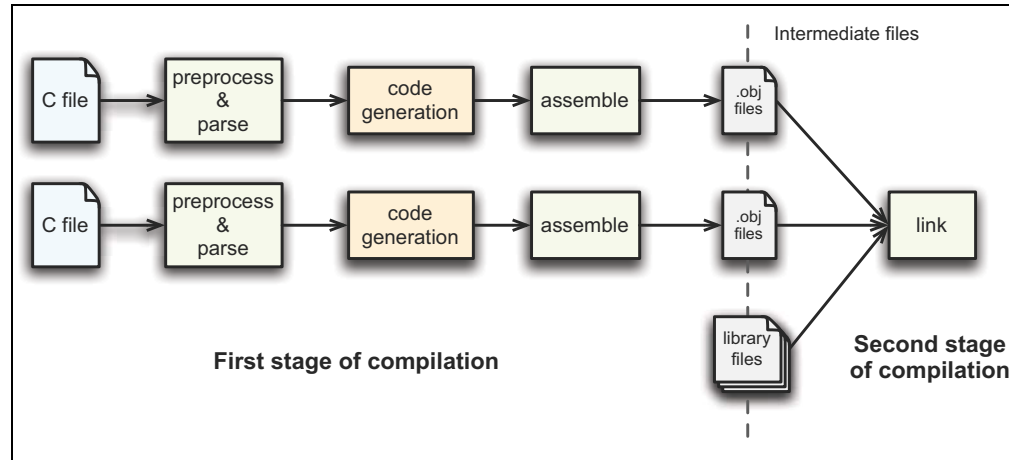 Intermediate files
C file
preprocess
&
parse
code
generation
assemble
.obj
files
C file
preprocess
&
parse
code
generation
assemble
.obj
files
link
library
files
First stage of compilation
Second stage
of compilation